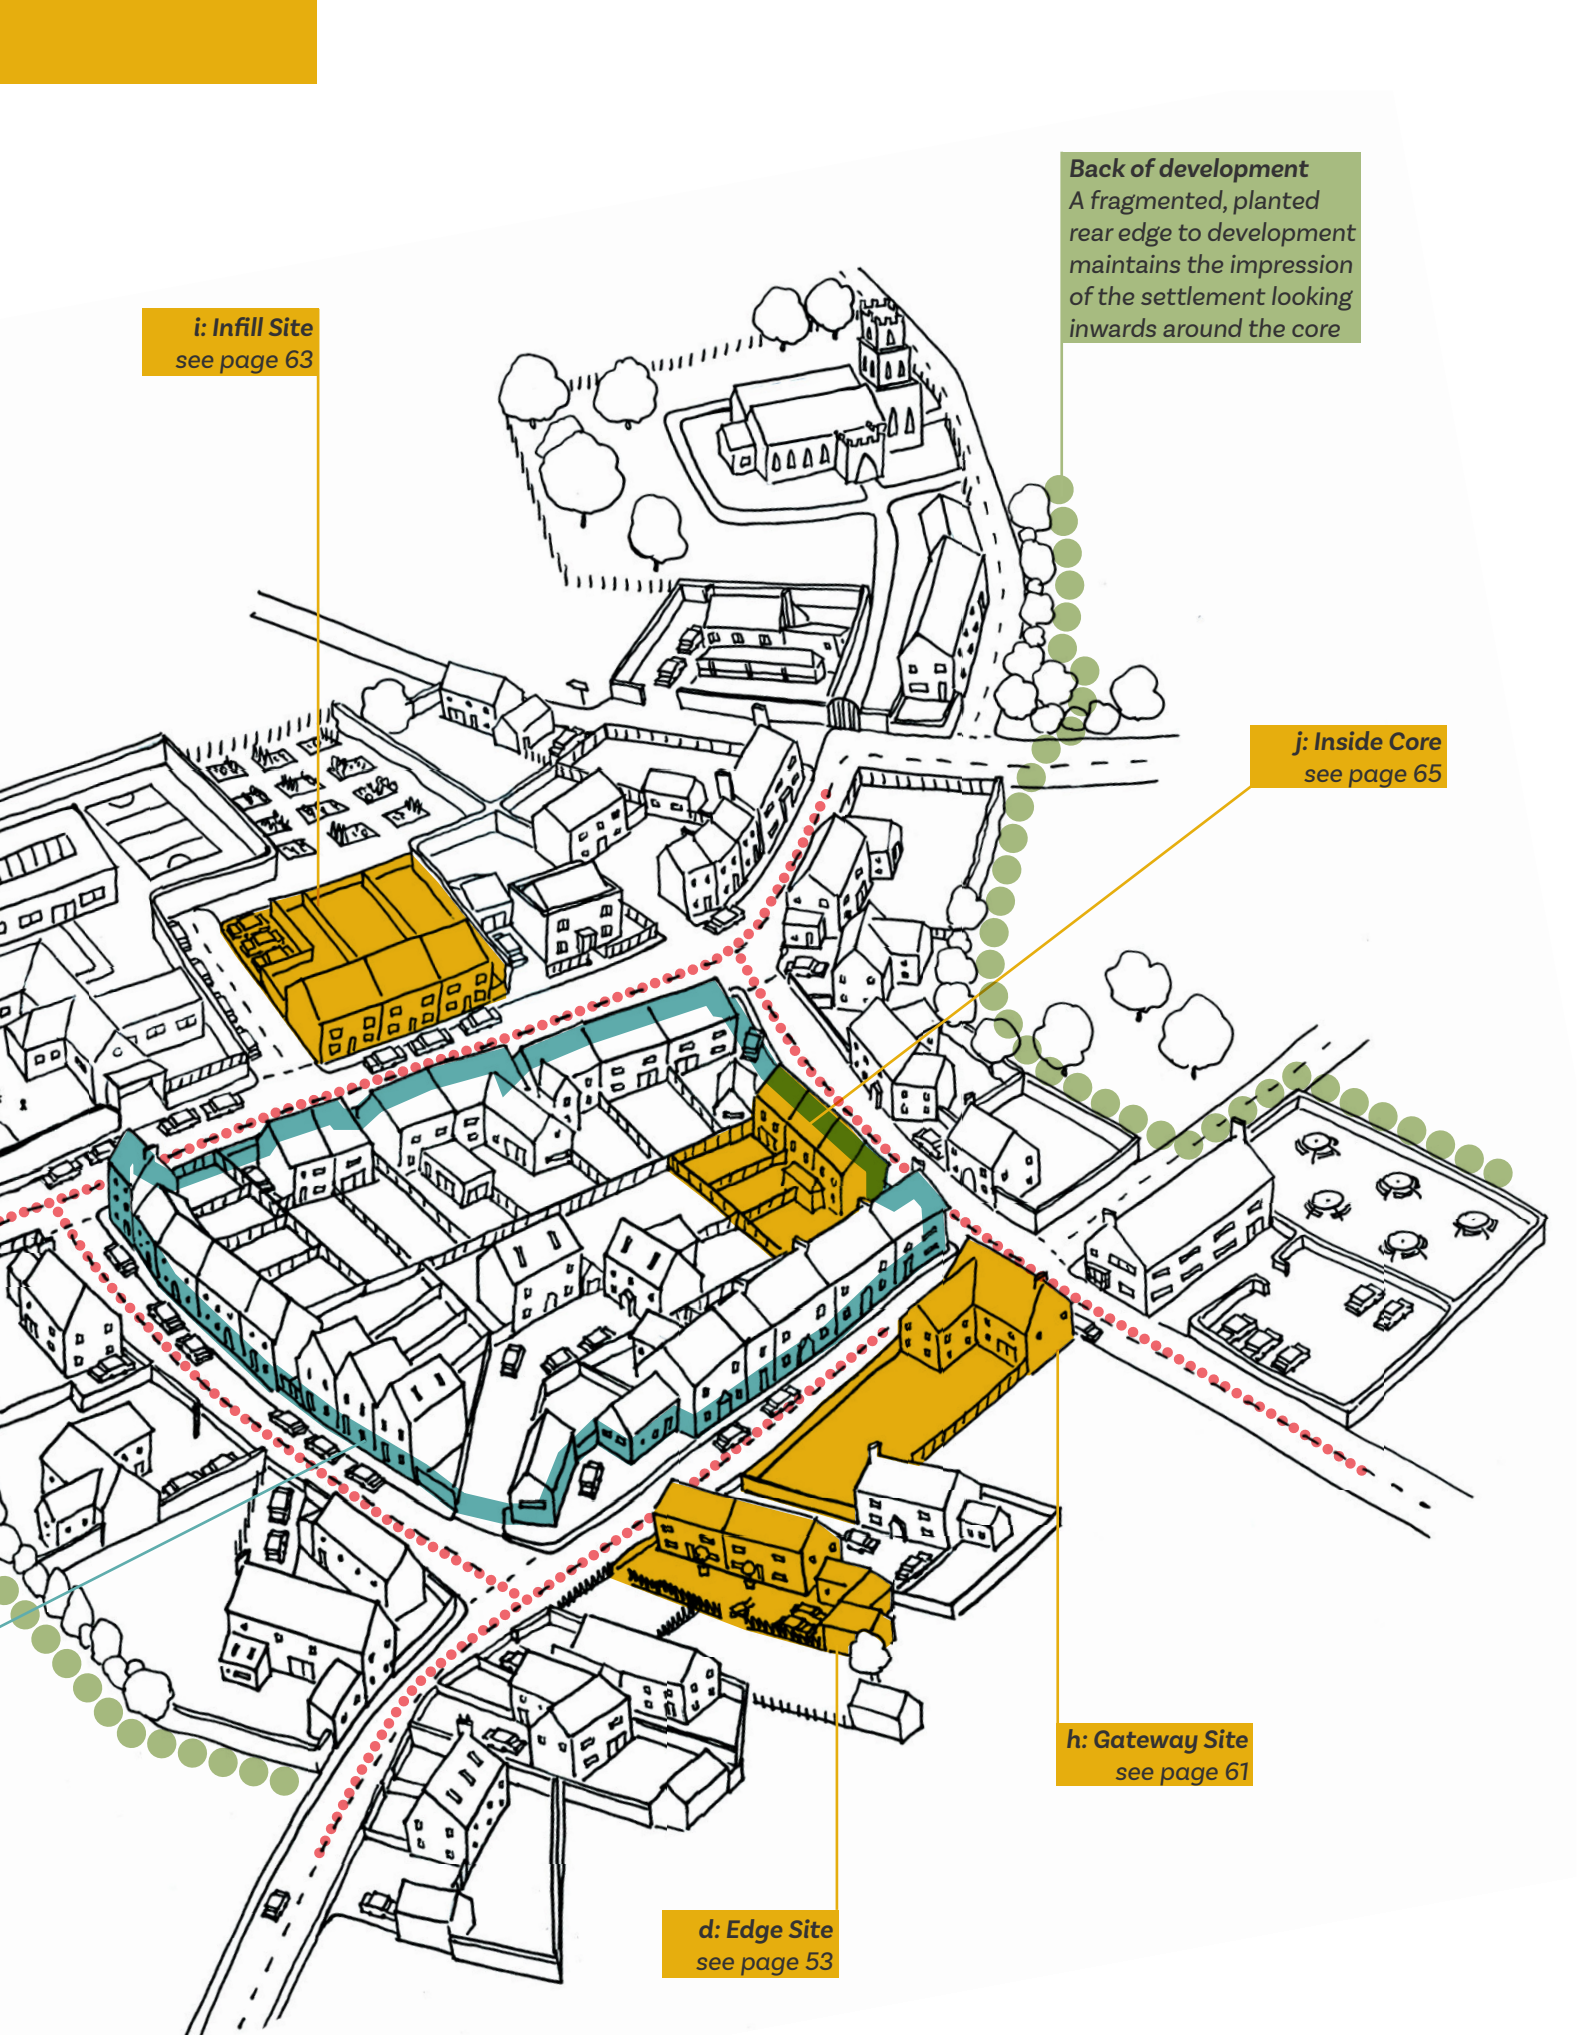 Back of development
A fragmented, planted
rear edge to development
maintains the impression
of the settlement looking
inwards around the core
i: Infill Site
see page 63
j: Inside Core
see page 65
h: Gateway Site
see page 61
d: Edge Site
see page 53